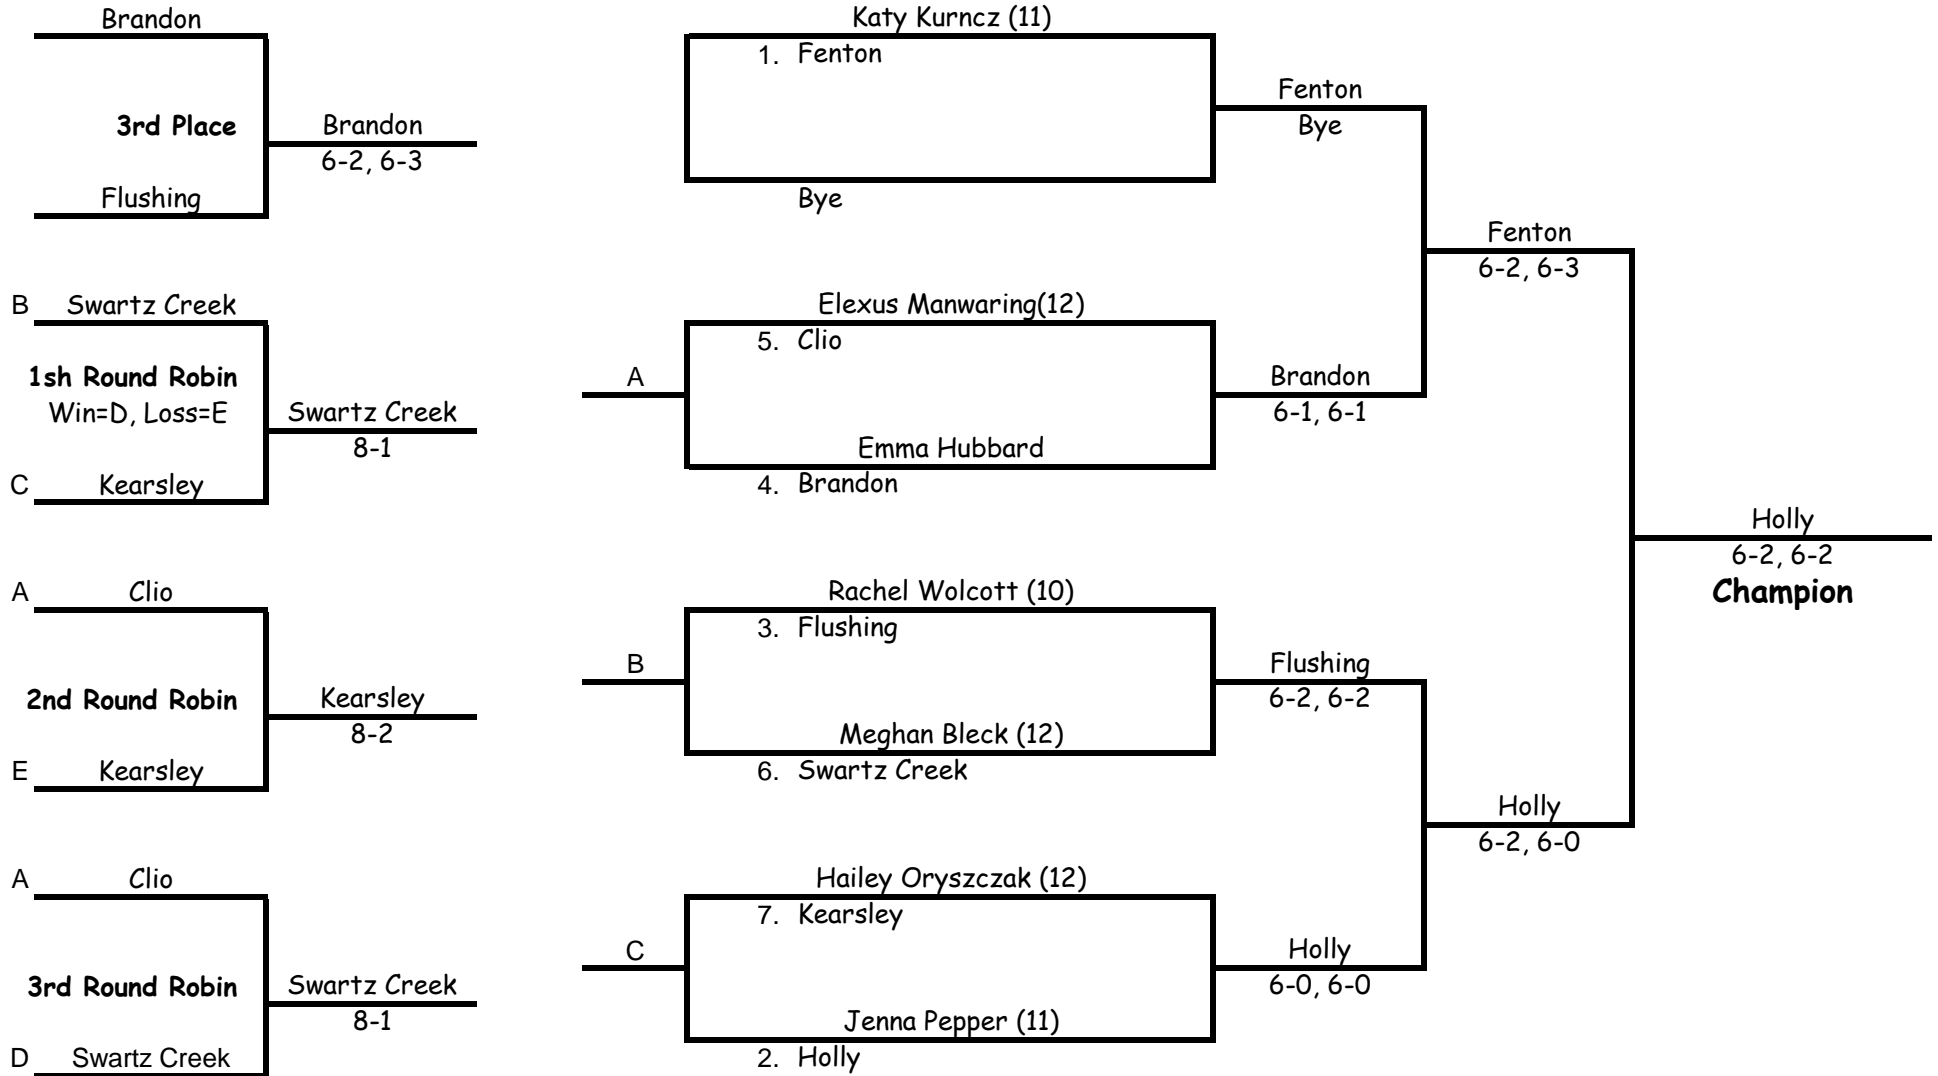 Brandon
3rd Place
Brandon
6-2, 6-3
Flushing
B Swartz Creek
1sh Round Robin
Win=D, Loss=E
Swartz Creek
8-1
C Kearsley
A Clio
2nd Round Robin
Kearsley
8-2
E Kearsley
A Clio
3rd Round Robin
Swartz Creek
8-1
D Swartz Creek
Katy Kurncz (11)
1. Fenton
Bye
A
Elexus Manwaring(12)
5. Clio
Emma Hubbard
4. Brandon
B
Rachel Wolcott (10)
3. Flushing
Meghan Bleck (12)
6. Swartz Creek
C
Hailey Oryszczak (12)
7. Kearsley
Jenna Pepper (11)
2. Holly
Fenton
Bye
Brandon
6-1, 6-1
Flushing
6-2, 6-2
Holly
6-0, 6-0
Fenton
6-2, 6-3
Holly
6-2, 6-0
Holly
6-2, 6-2
Champion